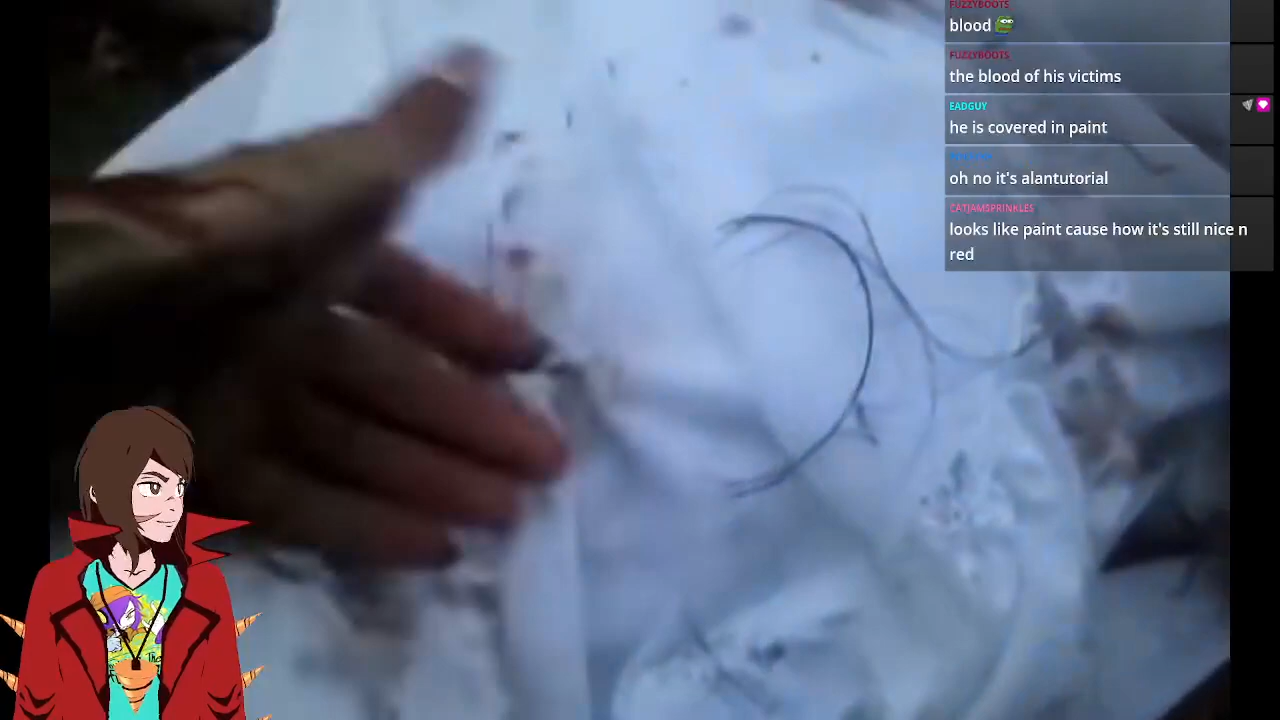 FUZZYBOOTS
blood
FUZZYBOOTS
the blood of his victims
EADGUY
he is covered in paint
oh no it's alantutorial
CATJAMSPRINKLES
looks like paint cause how it's still nice n
red